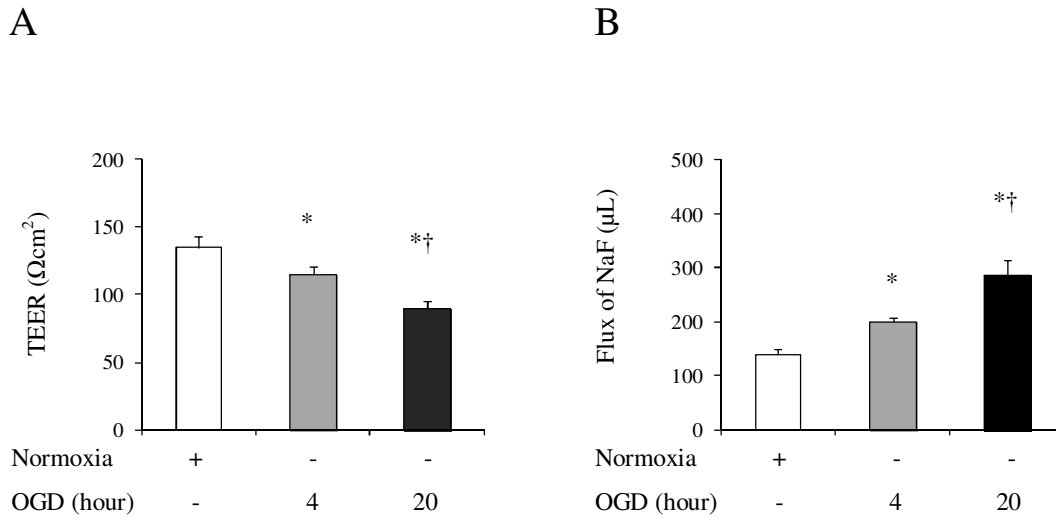 A
B
200
150
100
50
0
TEER (Ωcm²)
*
*†
Normoxia + - -
OGD (hour) - 4 20
500
400
300
200
100
0
Flux of NaF (μL)
*
*†
Normoxia + - -
OGD (hour) - 4 20